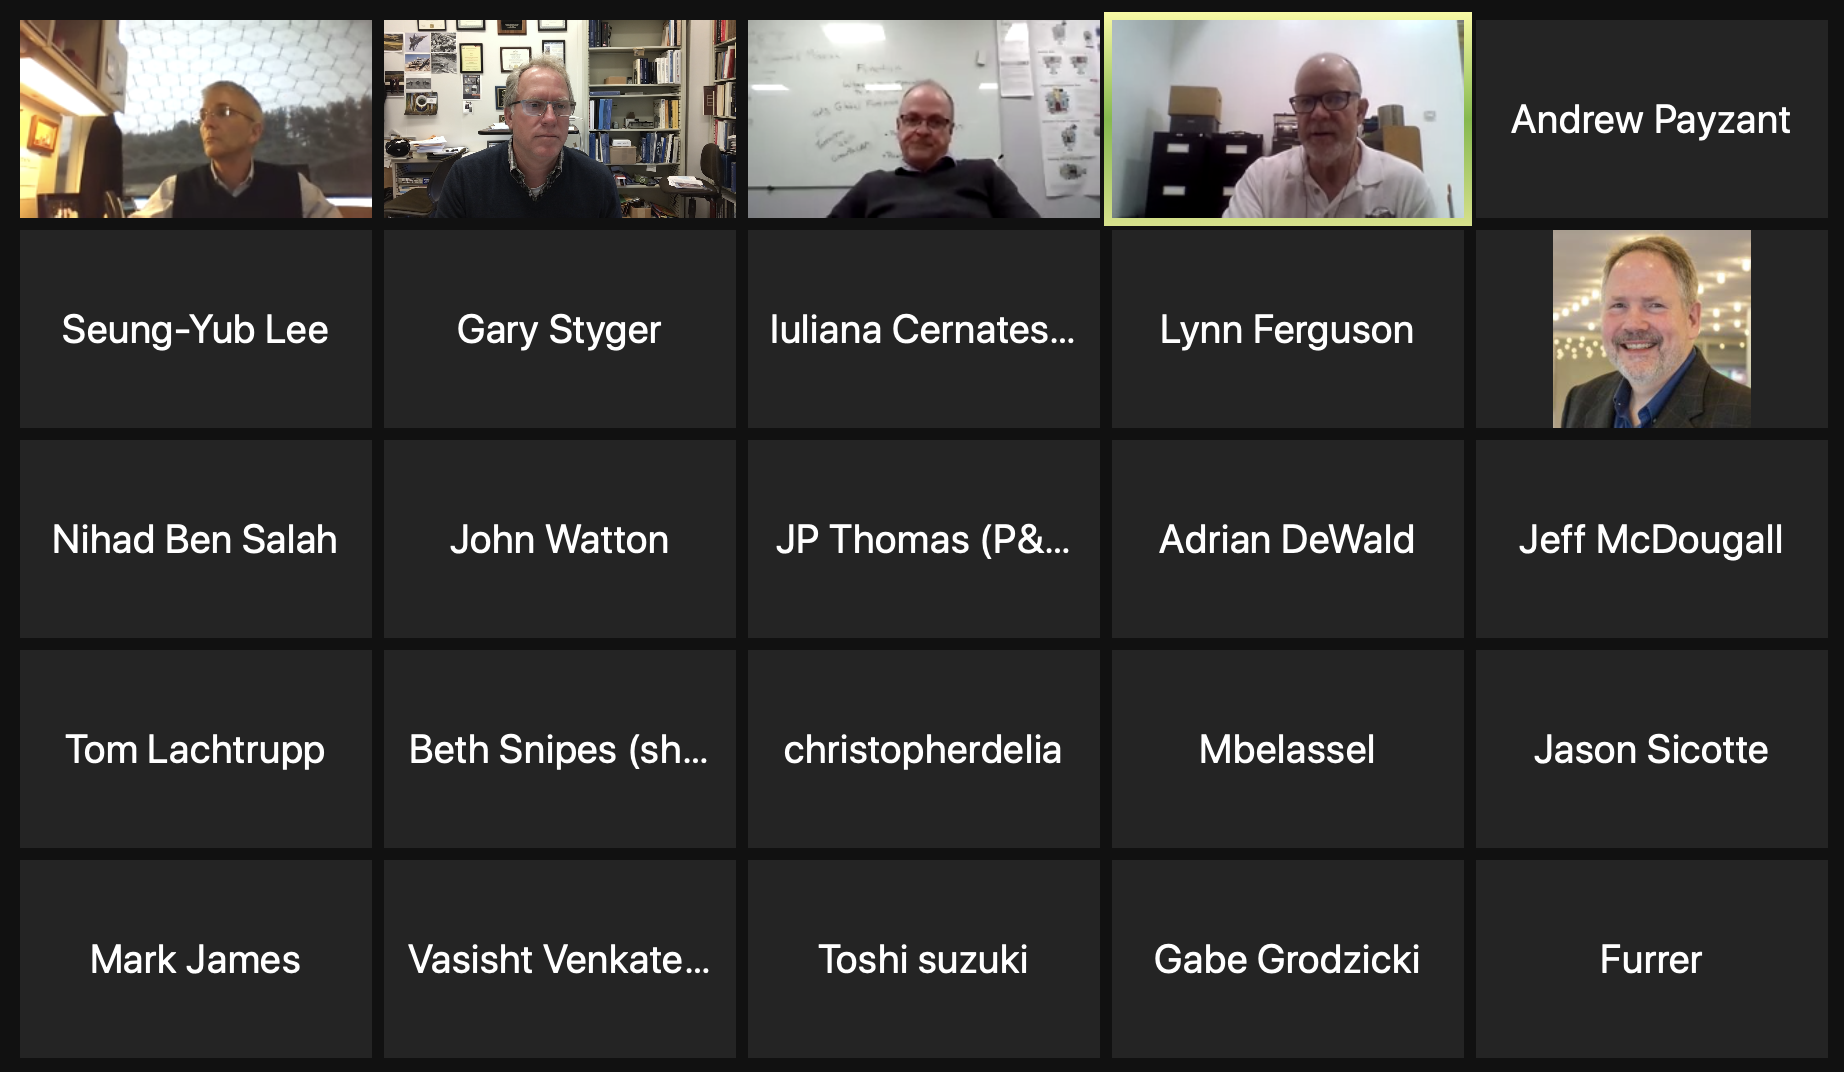 Andrew Payzant
Seung-Yub Lee
Gary Styger
Iuliana Cernates...
Lynn Ferguson
Nihad Ben Salah
John Watton
JP Thomas (P&...
Adrian DeWald
Jeff McDougall
Tom Lachtrupp
Beth Snipes (sh...
christopherdelia
Mbelassel
Jason Sicotte
Mark James
Vasisht Venkate...
Toshi suzuki
Gabe Grodzicki
Furrer